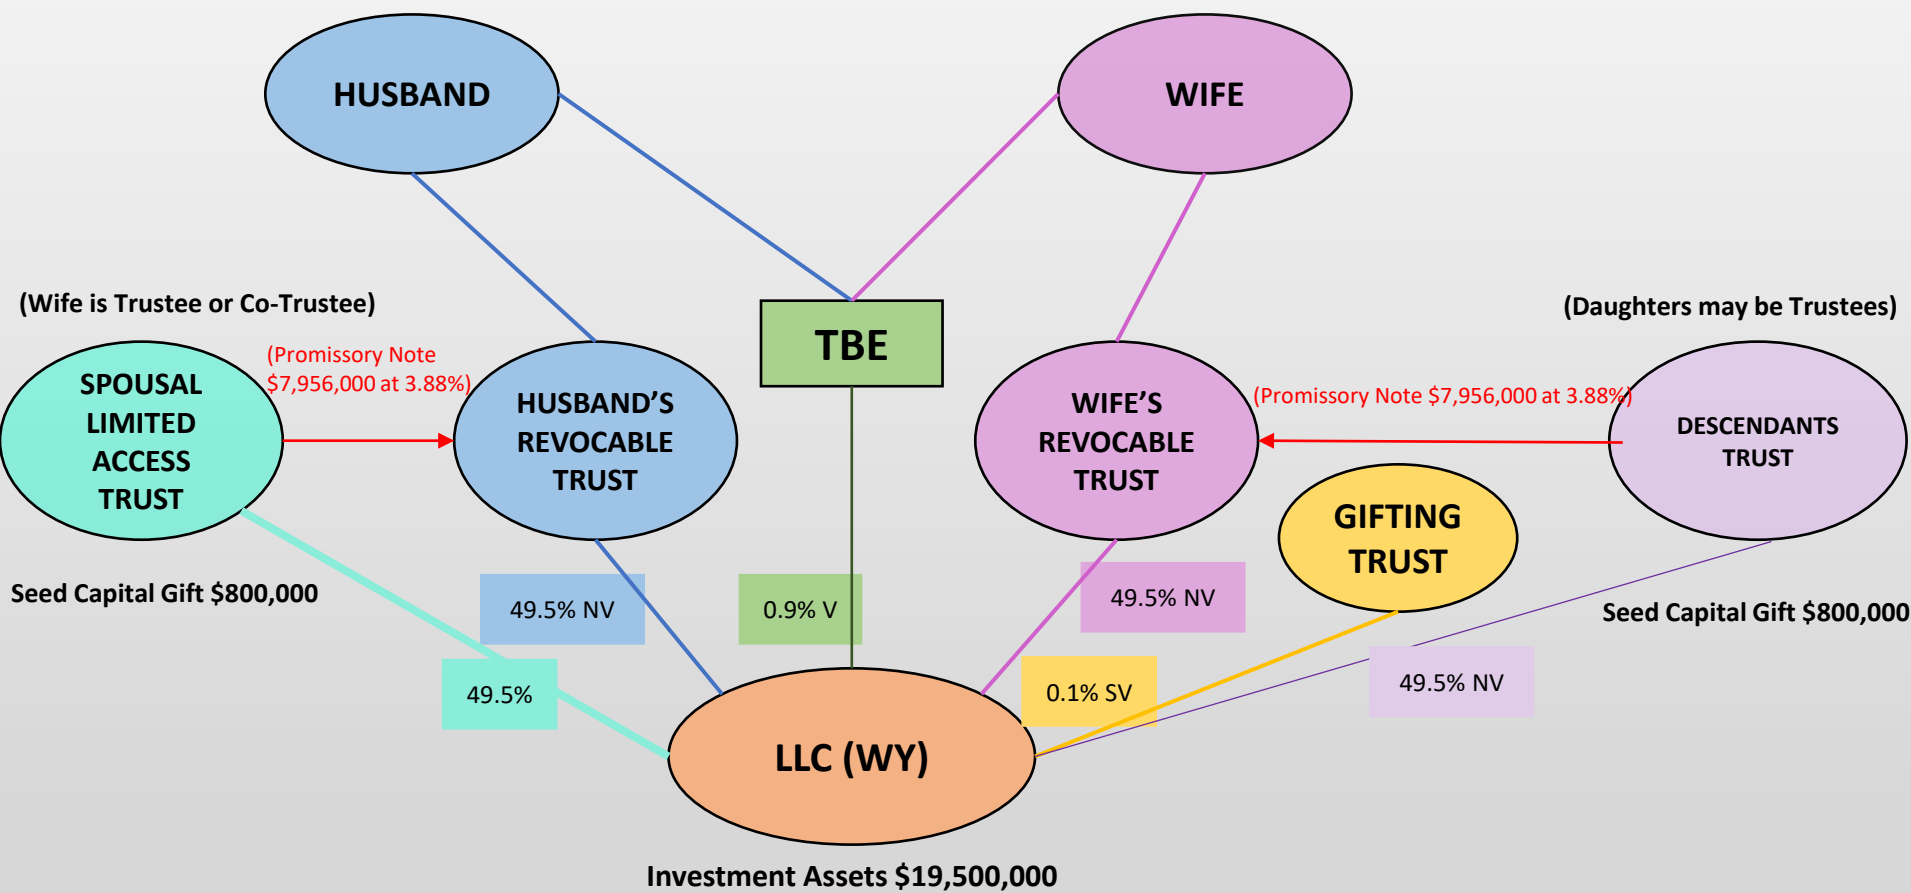 HUSBAND
WIFE
(Wife is Trustee or Co-Trustee)
(Daughters may be Trustees)
TBE
(Promissory Note
$7,956,000 at 3.88%)
SPOUSAL
LIMITED
ACCESS
TRUST
HUSBAND’S
REVOCABLE
TRUST
WIFE’S
REVOCABLE
TRUST
(Promissory Note $7,956,000 at 3.88%)
DESCENDANTS
TRUST
GIFTING
TRUST
Seed Capital Gift $800,000
49.5% NV
0.9% V
49.5% NV
Seed Capital Gift $800,000
49.5%
0.1% SV
49.5% NV
LLC (WY)
Investment Assets $19,500,000